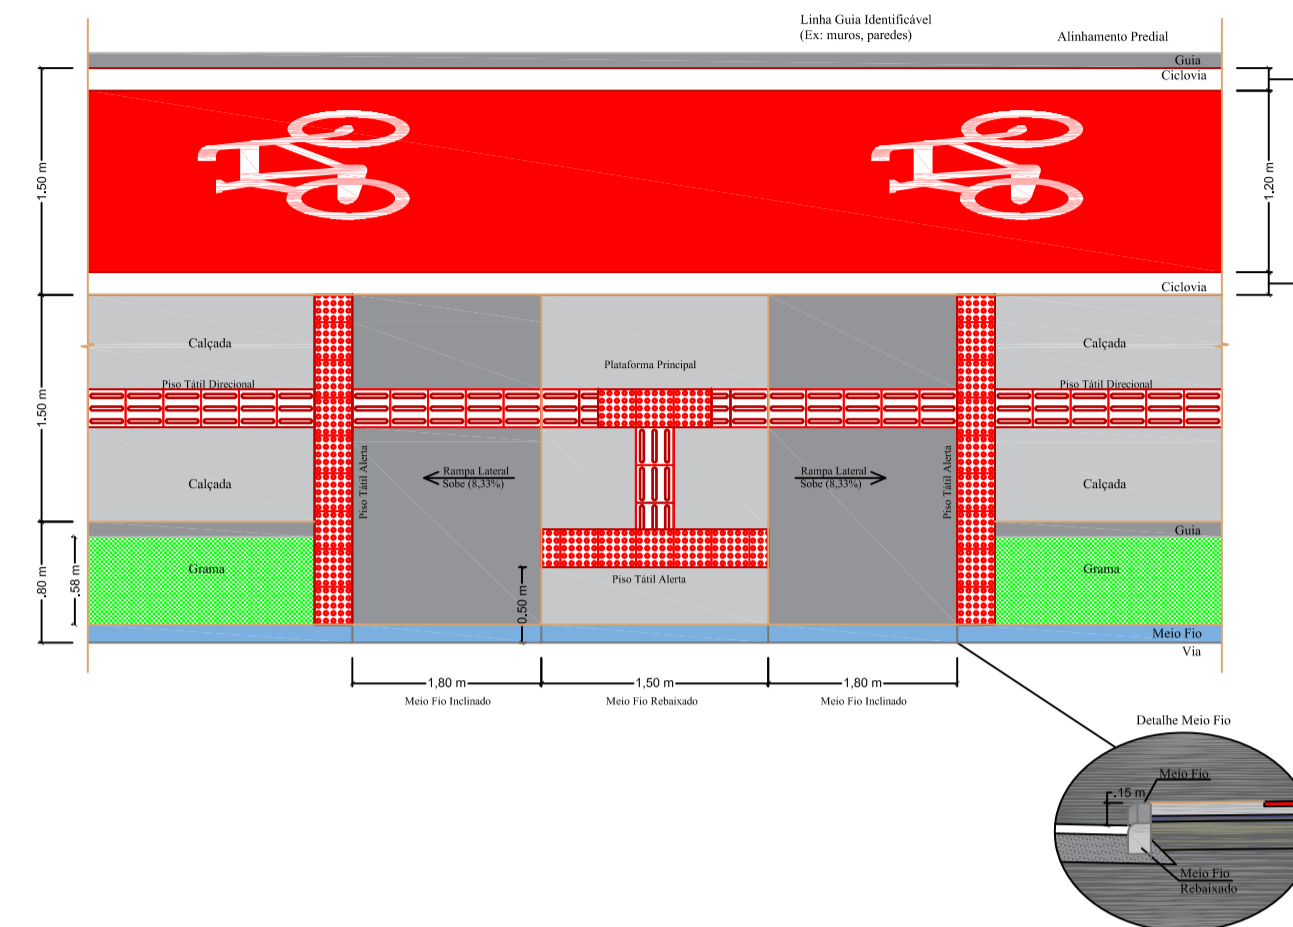 Linha Guia Identificável
(Ex: muros, paredes)
Alinhamento Predial
Guia
Ciclovia
1.50 m
1.20 m
Ciclovia
Calçada
Calçada
Plataforma Principal
Piso Tátil Direcional
Piso Tátil Direcional
1.50 m
Calçada
Piso Tátil Alerta
Rampa Lateral
Sobe (8,33%)
Rampa Lateral
Sobe (8,33%)
Piso Tátil Alerta
Calçada
Guia
Grama
Grama
.80 m
.58 m
0.50 m
Piso Tátil Alerta
Meio Fio
Via
1,80 m
1,50 m
1,80 m
Meio Fio Inclinado
Meio Fio Rebaixado
Meio Fio Inclinado
Detalhe Meio Fio
Meio Fio
.15 m
Meio Fio
Rebaixado